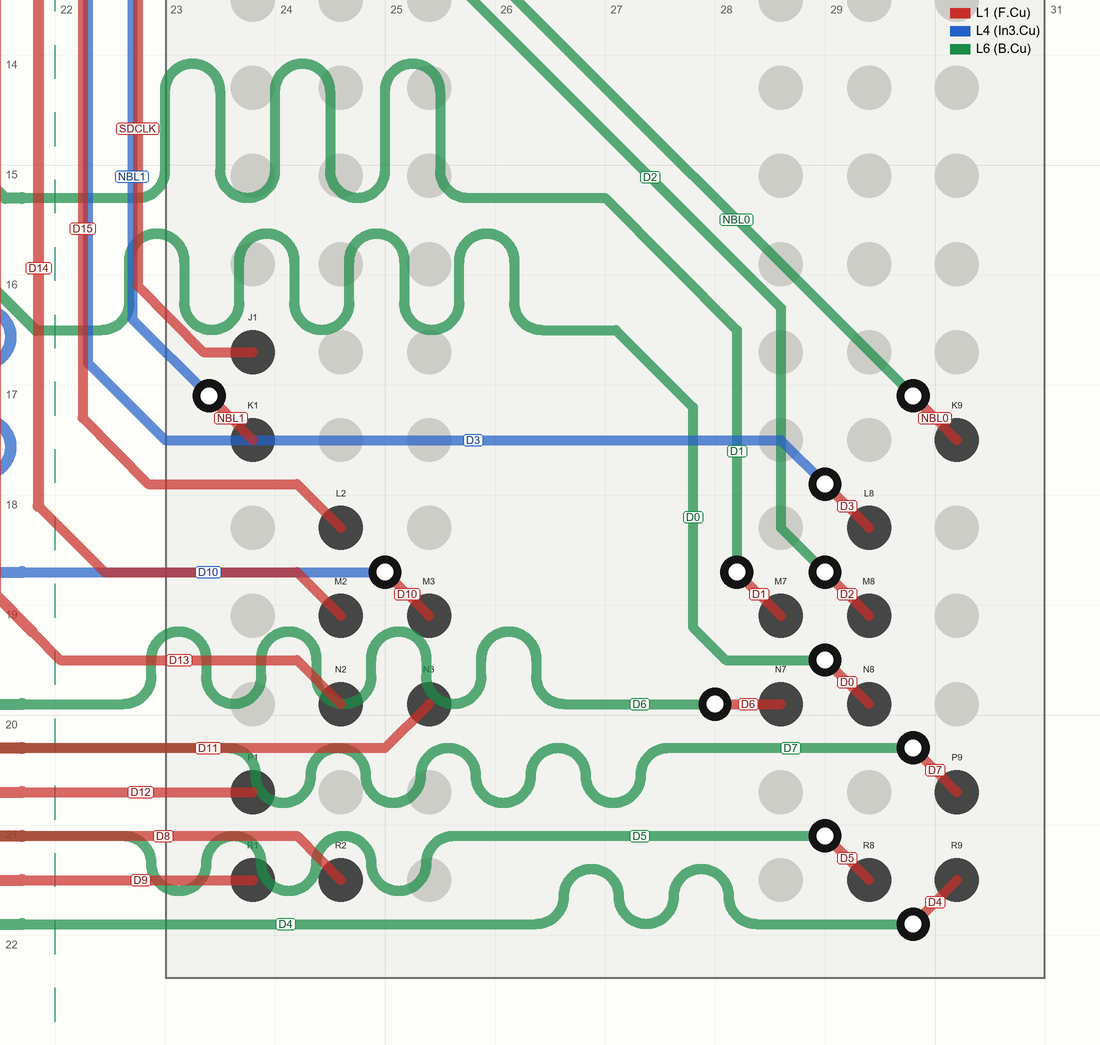 22 23 24 25 26 27 28 29 31
L1 (F.Cu)
L4 (In3.Cu)
L6 (B.Cu)
14
SDCLK
15
NBL1
D2
NBL0
D15
D14
16
J1
17
K1
K9
NBL1
NBL0
D3
D1
L2
L8
18
D3
D0
D10
M2
M3
M7
M8
D10
D1
D2
19
D13
N2
N3
N7
N8
D0
D6
D6
20
D11
D7
P1
P9
D7
D12
21
D8
D5
R1
R2
R8
R9
D5
D9
D4
D4
22